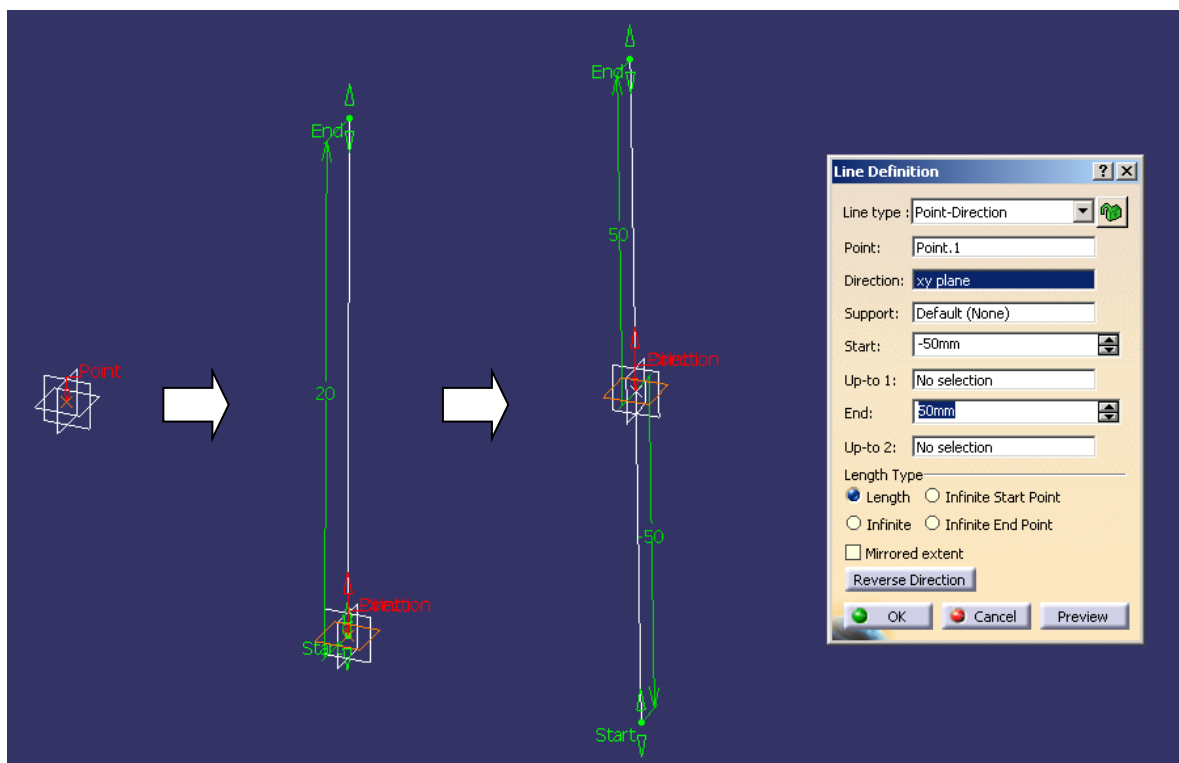 Point
End
20
Direction
Start
End
50
Direction
-50
Start
Line Definition
Line type : Point-Direction
Point: Point.1
Direction: xy plane
Support: Default (None)
Start: -50mm
Up-to 1: No selection
End: 50mm
Up-to 2: No selection
Length Type
Length Infinite Start Point
Infinite Infinite End Point
Mirrored extent
Reverse Direction
OK Cancel Preview